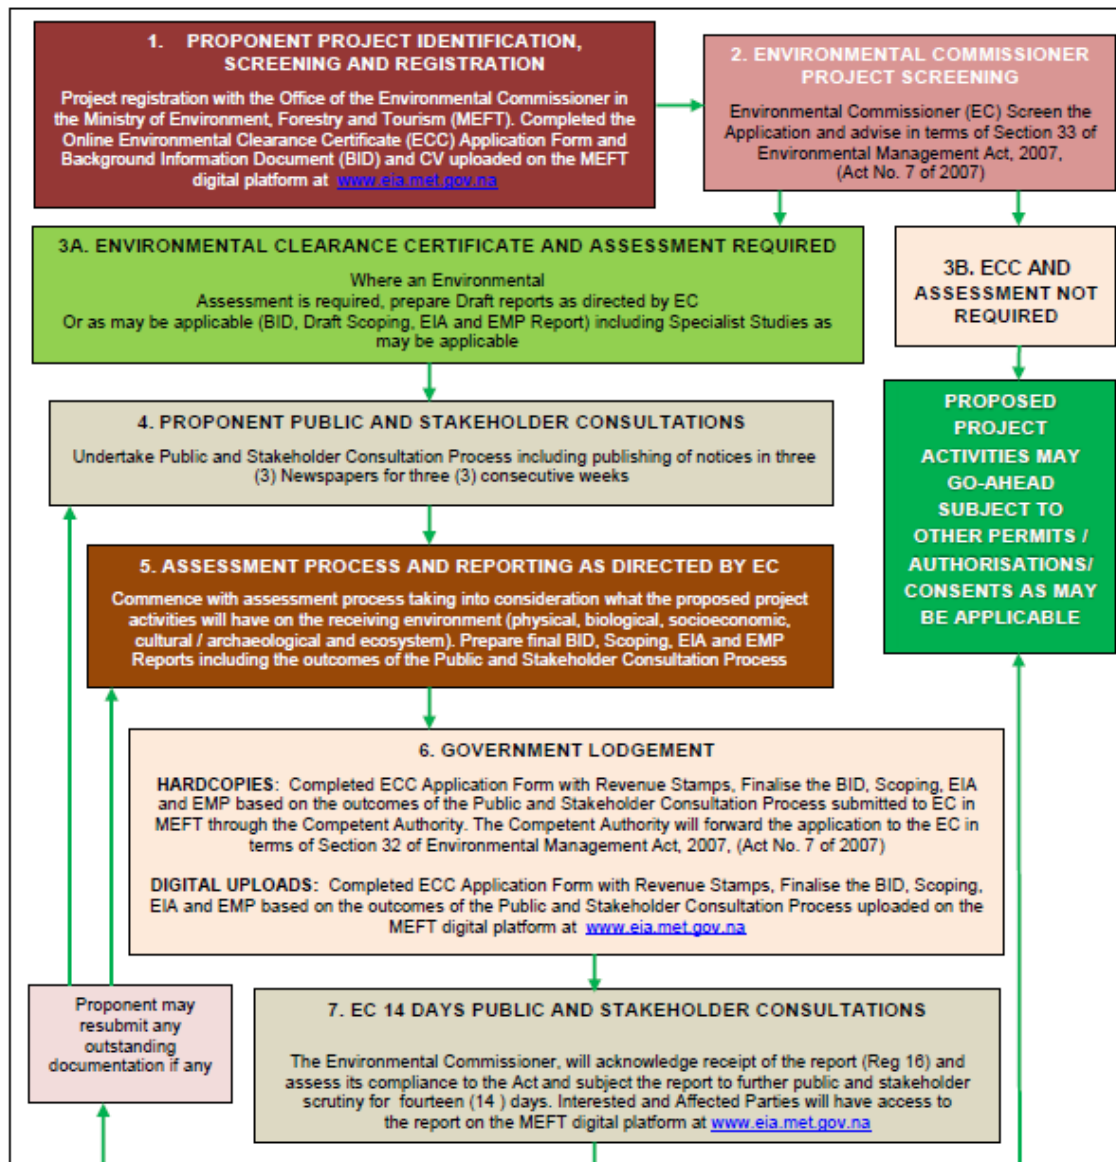 1. PROPONENT PROJECT IDENTIFICATION,
SCREENING AND REGISTRATION
Project registration with the Office of the Environmental Commissioner in
the Ministry of Environment, Forestry and Tourism (MEFT). Completed the
Online Environmental Clearance Certificate (ECC) Application Form and
Background Information Document (BID) and CV uploaded on the MEFT
digital platform at www.eia.met.gov.na
2. ENVIRONMENTAL COMMISSIONER
PROJECT SCREENING
Environmental Commissioner (EC) Screen the
Application and advise in terms of Section 33 of
Environmental Management Act, 2007,
(Act No. 7 of 2007)
3A. ENVIRONMENTAL CLEARANCE CERTIFICATE AND ASSESSMENT REQUIRED
Where an Environmental
Assessment is required, prepare Draft reports as directed by EC
Or as may be applicable (BID, Draft Scoping, EIA and EMP Report) including Specialist Studies as
may be applicable
3B. ECC AND
ASSESSMENT NOT
REQUIRED
4. PROPONENT PUBLIC AND STAKEHOLDER CONSULTATIONS
Undertake Public and Stakeholder Consultation Process including publishing of notices in three
(3) Newspapers for three (3) consecutive weeks
PROPOSED
PROJECT
ACTIVITIES MAY
GO-AHEAD
SUBJECT TO
OTHER PERMITS /
AUTHORISATIONS/
CONSENTS AS MAY
BE APPLICABLE
5. ASSESSMENT PROCESS AND REPORTING AS DIRECTED BY EC
Commence with assessment process taking into consideration what the proposed project
activities will have on the receiving environment (physical, biological, socioeconomic,
cultural / archaeological and ecosystem). Prepare final BID, Scoping, EIA and EMP
Reports including the outcomes of the Public and Stakeholder Consultation Process
6. GOVERNMENT LODGEMENT
HARDCOPIES: Completed ECC Application Form with Revenue Stamps, Finalise the BID, Scoping, EIA
and EMP based on the outcomes of the Public and Stakeholder Consultation Process submitted to EC in
MEFT through the Competent Authority. The Competent Authority will forward the application to the EC in
terms of Section 32 of Environmental Management Act, 2007, (Act No. 7 of 2007)
DIGITAL UPLOADS: Completed ECC Application Form with Revenue Stamps, Finalise the BID, Scoping,
EIA and EMP based on the outcomes of the Public and Stakeholder Consultation Process uploaded on the
MEFT digital platform at www.eia.met.gov.na
Proponent may
resubmit any
outstanding
documentation if any
7. EC 14 DAYS PUBLIC AND STAKEHOLDER CONSULTATIONS
The Environmental Commissioner, will acknowledge receipt of the report (Reg 16) and
assess its compliance to the Act and subject the report to further public and stakeholder
scrutiny for fourteen (14 ) days. Interested and Affected Parties will have access to
the report on the MEFT digital platform at www.eia.met.gov.na